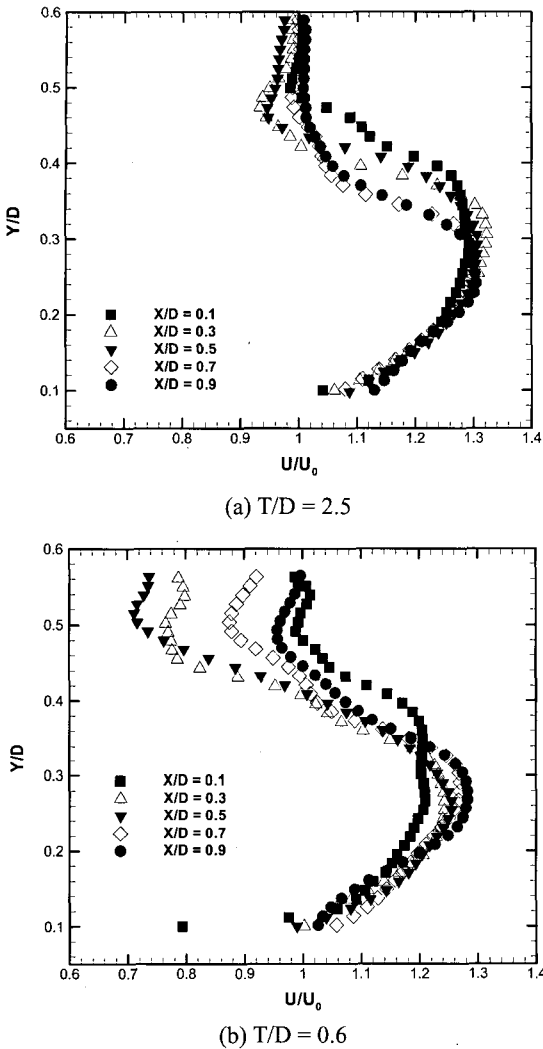 0.6
0.5
0.4
Y/D
0.3
0.2
0.1
X/D = 0.1
X/D = 0.3
X/D = 0.5
X/D = 0.7
X/D = 0.9
0.6 0.7 0.8 0.9 1 1.1 1.2 1.3 1.4
U/U0
(a) T/D = 2.5
0.6
0.5
0.4
Y/D
0.3
0.2
0.1
X/D = 0.1
X/D = 0.3
X/D = 0.5
X/D = 0.7
X/D = 0.9
0.6 0.7 0.8 0.9 1 1.1 1.2 1.3 1.4
U/U0
(b) T/D = 0.6